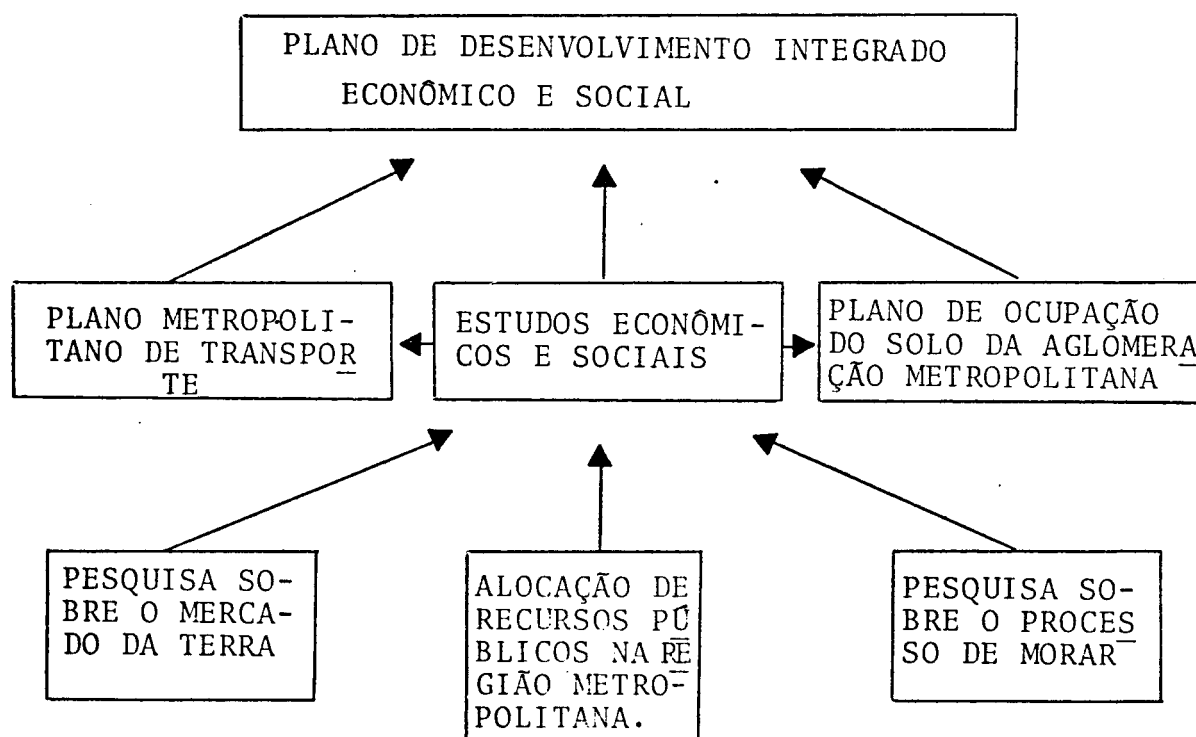 PLANO DE DESENVOLVIMENTO INTEGRADO
ECONÔMICO E SOCIAL
PLANO METROPOLI-
TANO DE TRANSPOR
TE
ESTUDOS ECONÔMI-
COS E SOCIAIS
PLANO DE OCUPAÇÃO
DO SOLO DA AGLOMERA
ÇÃO METROPOLITANA
PESQUISA SO-
BRE O MERCA-
DO DA TERRA
ALOCAÇÃO DE
RECURSOS PÚ
BLICOS NA RE
GIÃO METRO-
POLITANA.
PESQUISA SO-
BRE O PROCES
SO DE MORAR